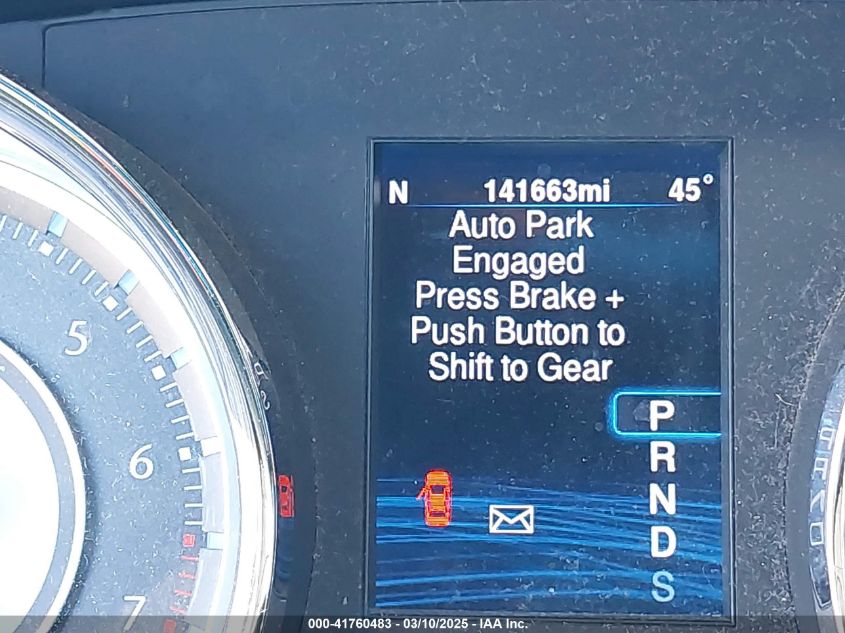 N 141663mi 45°
Auto Park
Engaged
Press Brake +
Push Button to
Shift to Gear
P
R
N
D
S
5
6
7
000-41760483 - 03/10/2025 - IAA Inc.